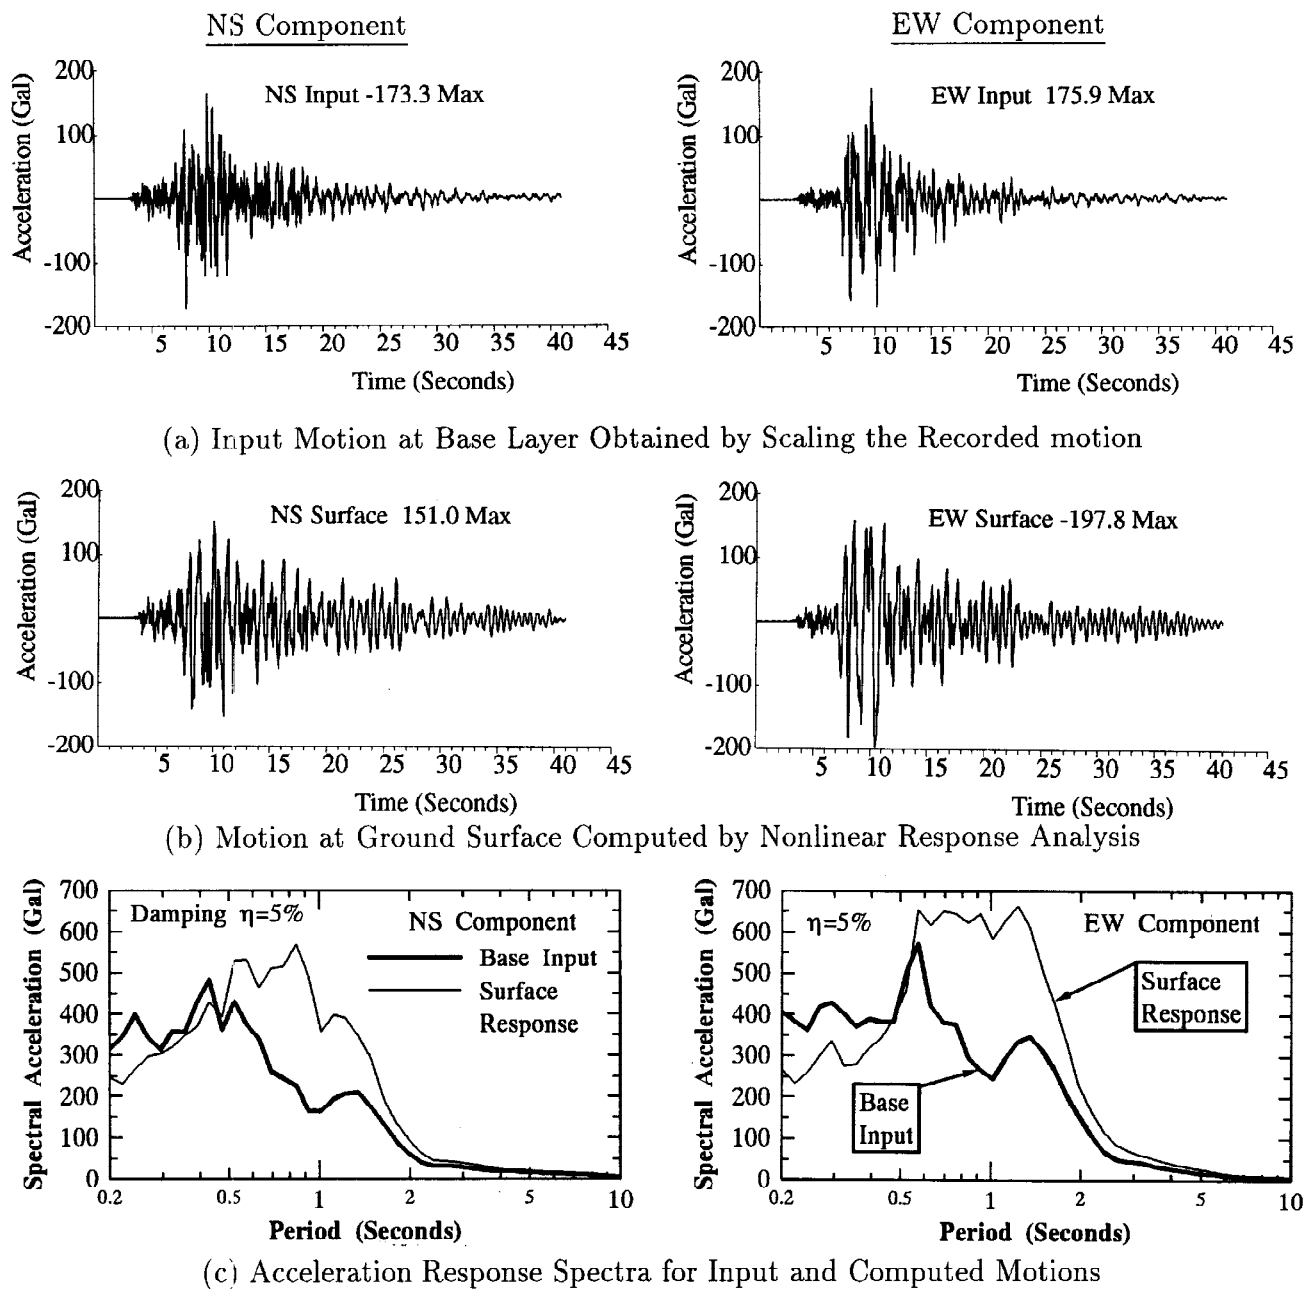 NS Component
EW Component
200
100
0
-100
-200
Acceleration (Gal)
NS Input -173.3 Max
5 10 15 20 25 30 35 40 45
Time (Seconds)
200
100
0
-100
-200
Acceleration (Gal)
EW Input 175.9 Max
5 10 15 20 25 30 35 40 45
Time (Seconds)
(a) Input Motion at Base Layer Obtained by Scaling the Recorded motion
200
100
0
-100
-200
Acceleration (Gal)
NS Surface 151.0 Max
5 10 15 20 25 30 35 40 45
Time (Seconds)
200
100
0
-100
-200
Acceleration (Gal)
EW Surface -197.8 Max
5 10 15 20 25 30 35 40 45
Time (Seconds)
(b) Motion at Ground Surface Computed by Nonlinear Response Analysis
700
600
500
400
300
200
100
0
Spectral Acceleration (Gal)
Damping η=5%
NS Component
Base Input
Surface
Response
0.2 0.5 1 2 5 10
Period (Seconds)
700
600
500
400
300
200
100
0
Spectral Acceleration (Gal)
η=5%
EW Component
Surface
Response
Base
Input
0.2 0.5 1 2 5 10
Period (Seconds)
(c) Acceleration Response Spectra for Input and Computed Motions